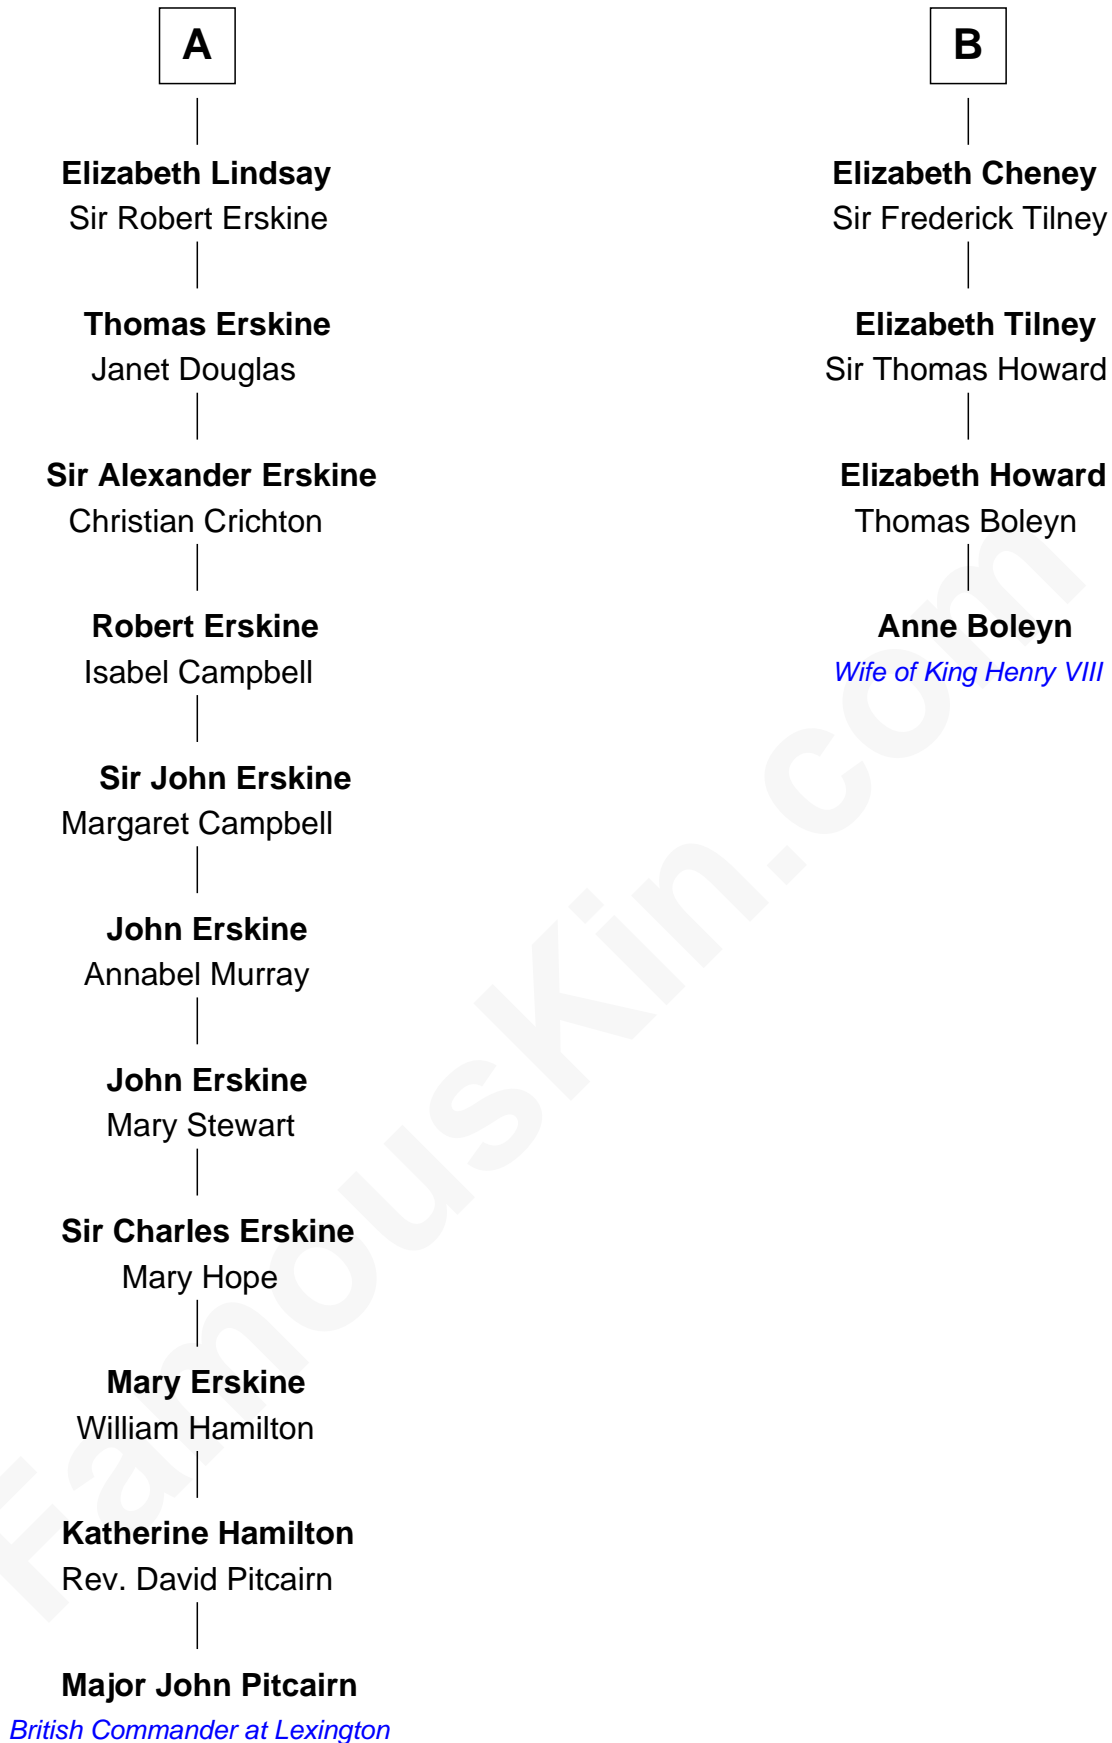 A
Elizabeth Lindsay
Sir Robert Erskine
Thomas Erskine
Janet Douglas
Sir Alexander Erskine
Christian Crichton
Robert Erskine
Isabel Campbell
Sir John Erskine
Margaret Campbell
John Erskine
Annabel Murray
John Erskine
Mary Stewart
Sir Charles Erskine
Mary Hope
Mary Erskine
William Hamilton
Katherine Hamilton
Rev. David Pitcairn
Major John Pitcairn
British Commander at Lexington
B
Elizabeth Cheney
Sir Frederick Tilney
Elizabeth Tilney
Sir Thomas Howard
Elizabeth Howard
Thomas Boleyn
Anne Boleyn
Wife of King Henry VIII
FamousKin.com